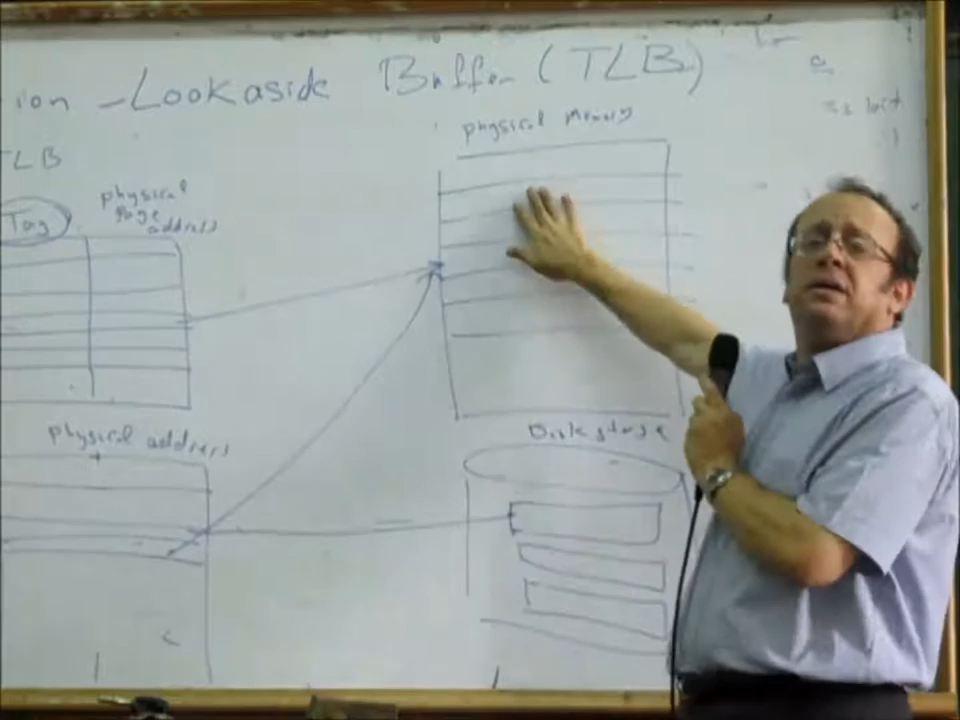 ion - Lookaside Buffer (TLB)
TLB
Tag
physical
page
address
physical Memory
physical address
Disk storage